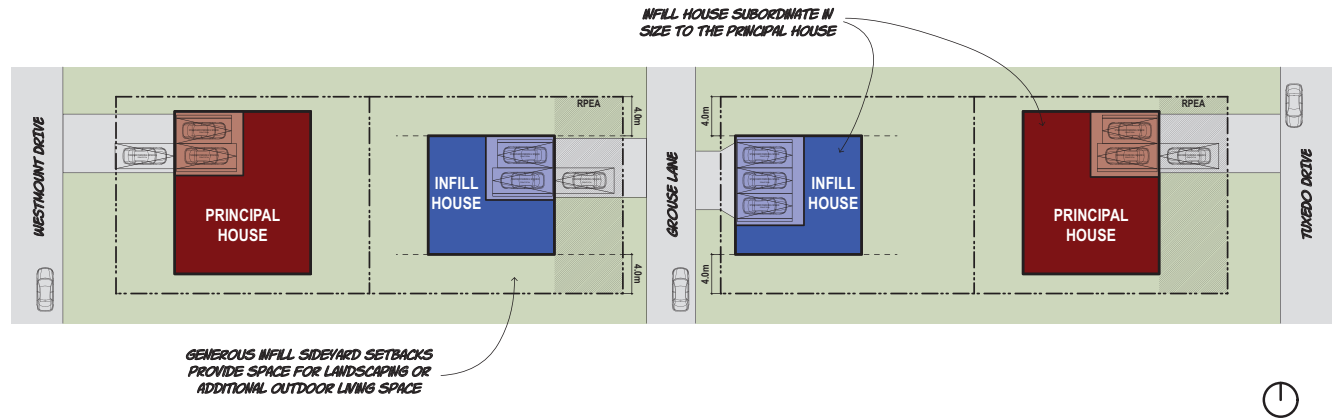 INFILL HOUSE SUBORDINATE IN
SIZE TO THE PRINCIPAL HOUSE
WESTMOUNT DRIVE
PRINCIPAL
HOUSE
INFILL
HOUSE
RPEA
4.0m
4.0m
GROUSE LANE
4.0m
4.0m
INFILL
HOUSE
PRINCIPAL
HOUSE
RPEA
TUXEDO DRIVE
GENEROUS INFILL SIDEYARD SETBACKS
PROVIDE SPACE FOR LANDSCAPING OR
ADDITIONAL OUTDOOR LIVING SPACE